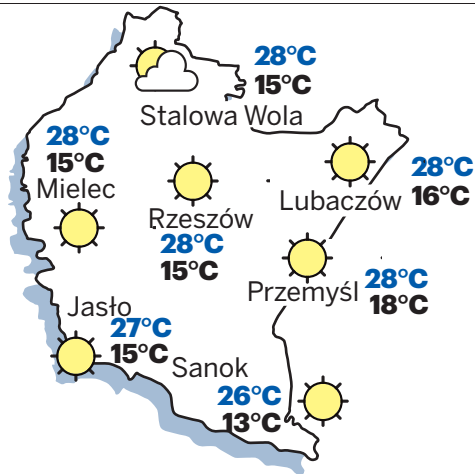 28°C
15°C
Stalowa Wola
28°C
15°C
Mielec
28°C
16°C
Lubaczów
Rzeszów
28°C
15°C
Przemyśl
28°C
18°C
Jasło
27°C
15°C
Sanok
26°C
13°C